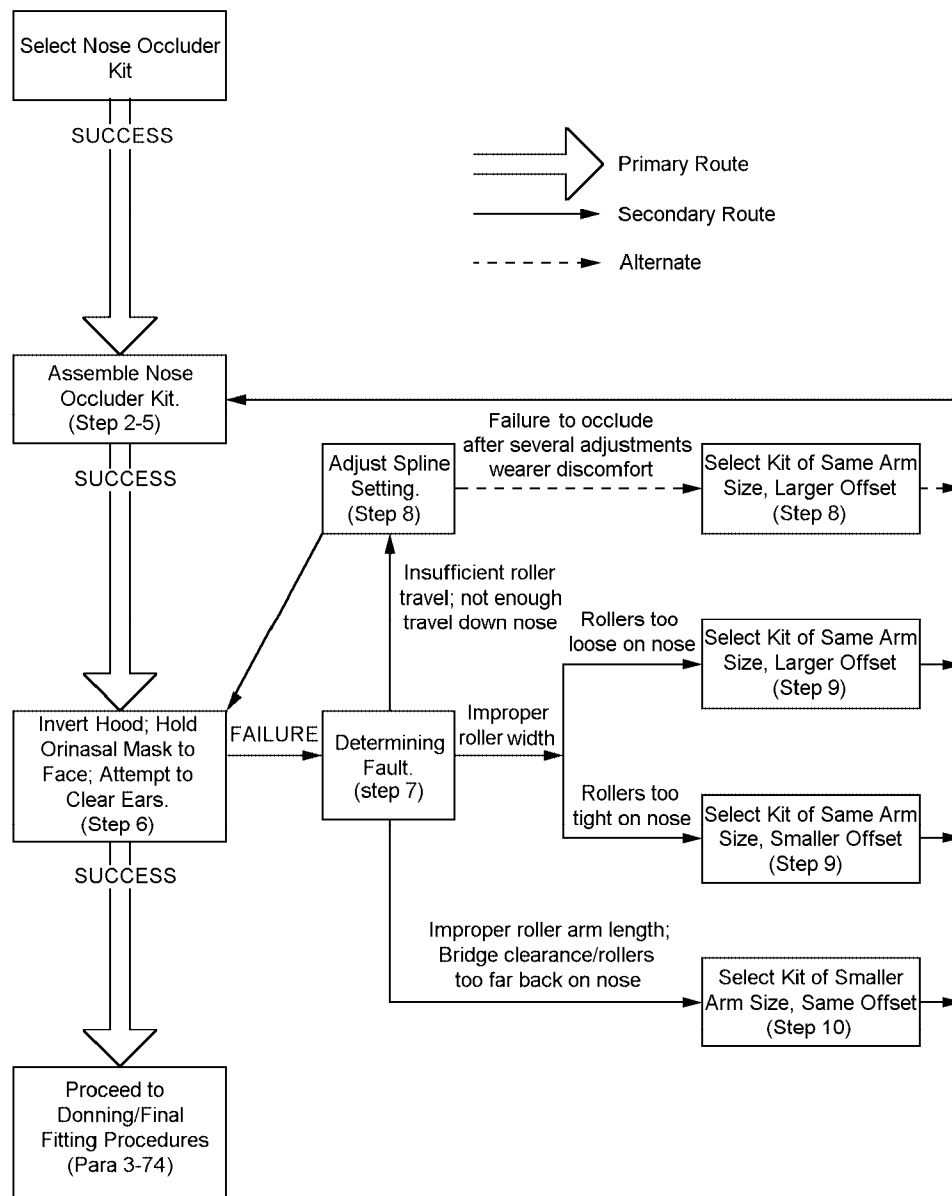 Select Nose Occluder
Kit
SUCCESS
Primary Route
Secondary Route
Alternate
Assemble Nose
Occluder Kit.
(Step 2-5)
SUCCESS
Failure to occlude
after several adjustments
wearer discomfort
Adjust Spline
Setting.
(Step 8)
Select Kit of Same Arm
Size, Larger Offset
(Step 8)
Insufficient roller
travel; not enough
travel down nose
Rollers too
loose on nose
Select Kit of Same Arm
Size, Larger Offset
(Step 9)
Invert Hood; Hold
Orinasal Mask to
Face; Attempt to
Clear Ears.
(Step 6)
FAILURE
Determining
Fault.
(step 7)
Improper
roller width
Rollers too
tight on nose
Select Kit of Same Arm
Size, Smaller Offset
(Step 9)
SUCCESS
Improper roller arm length;
Bridge clearance/rollers
too far back on nose
Select Kit of Smaller
Arm Size, Same Offset
(Step 10)
Proceed to
Donning/Final
Fitting Procedures
(Para 3-74)